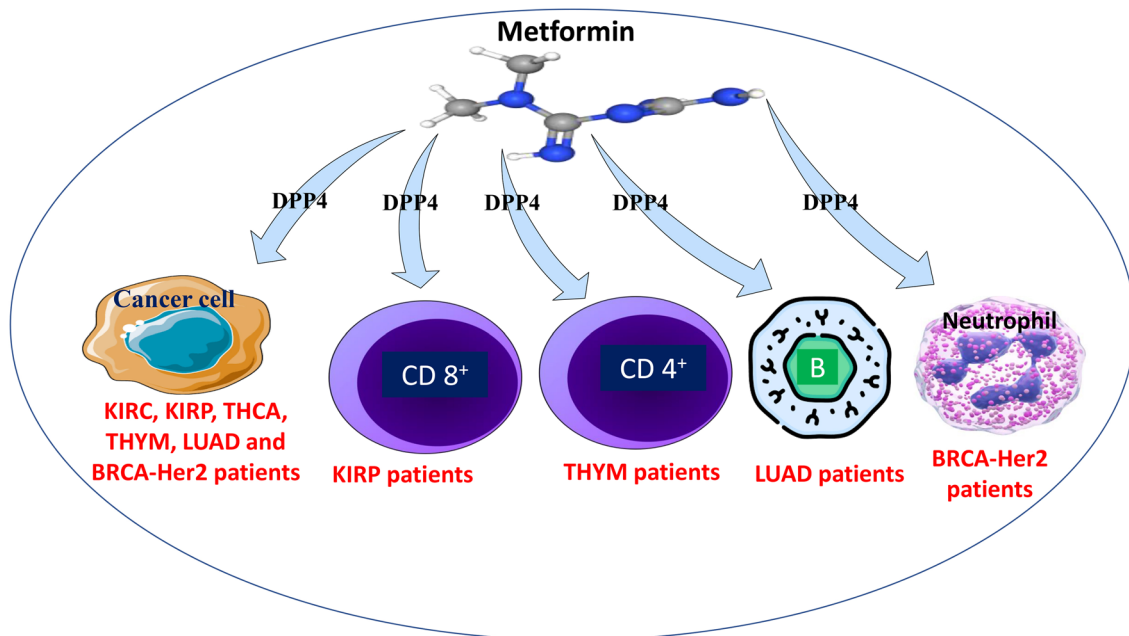 Metformin
DPP4
DPP4
DPP4
DPP4
DPP4
Cancer cell
CD 8⁺
CD 4⁺
B
Neutrophil
KIRC, KIRP, THCA,
THYM, LUAD and
BRCA-Her2 patients
KIRP patients
THYM patients
LUAD patients
BRCA-Her2
patients